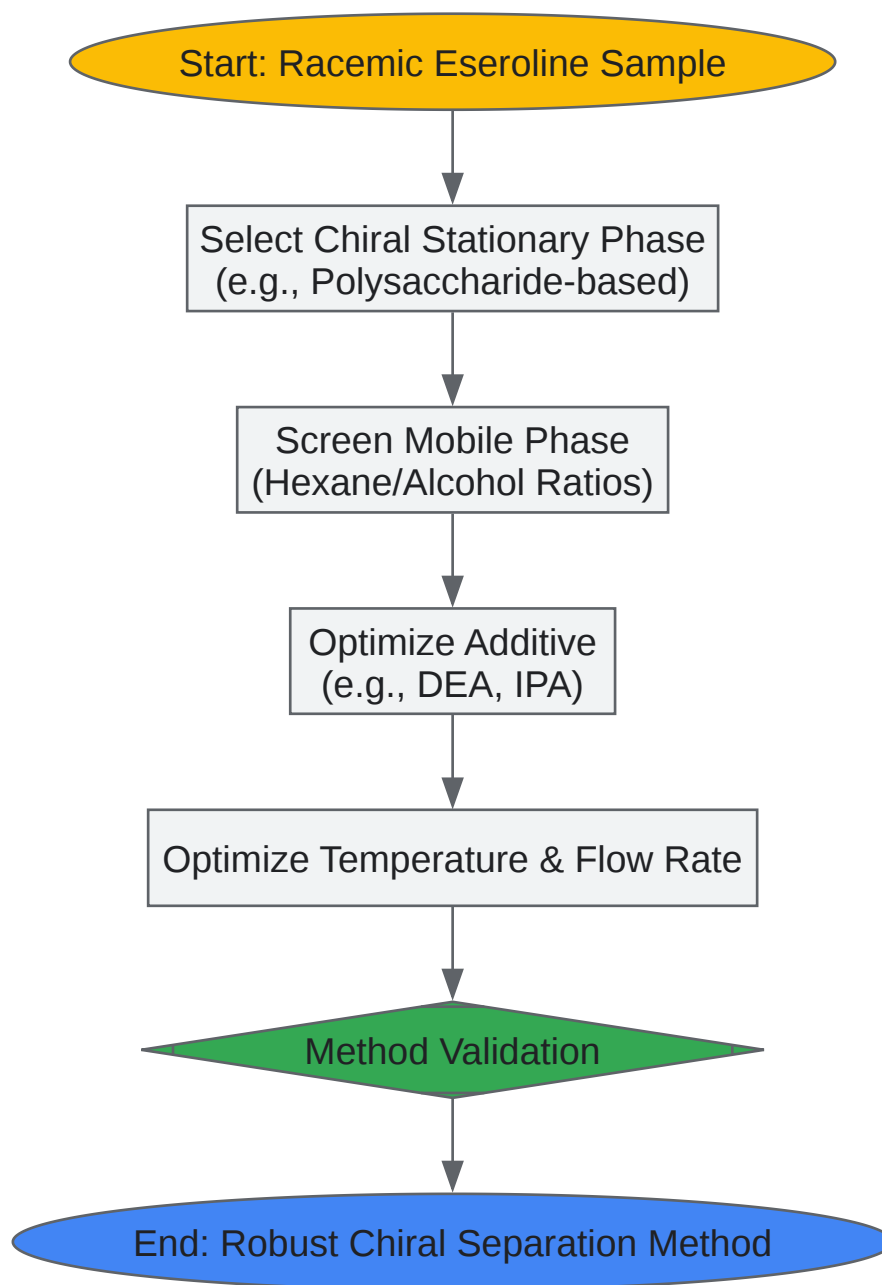 Start: Racemic Eseroline Sample
Select Chiral Stationary Phase
(e.g., Polysaccharide-based)
Screen Mobile Phase
(Hexane/Alcohol Ratios)
Optimize Additive
(e.g., DEA, IPA)
Optimize Temperature & Flow Rate
Method Validation
End: Robust Chiral Separation Method